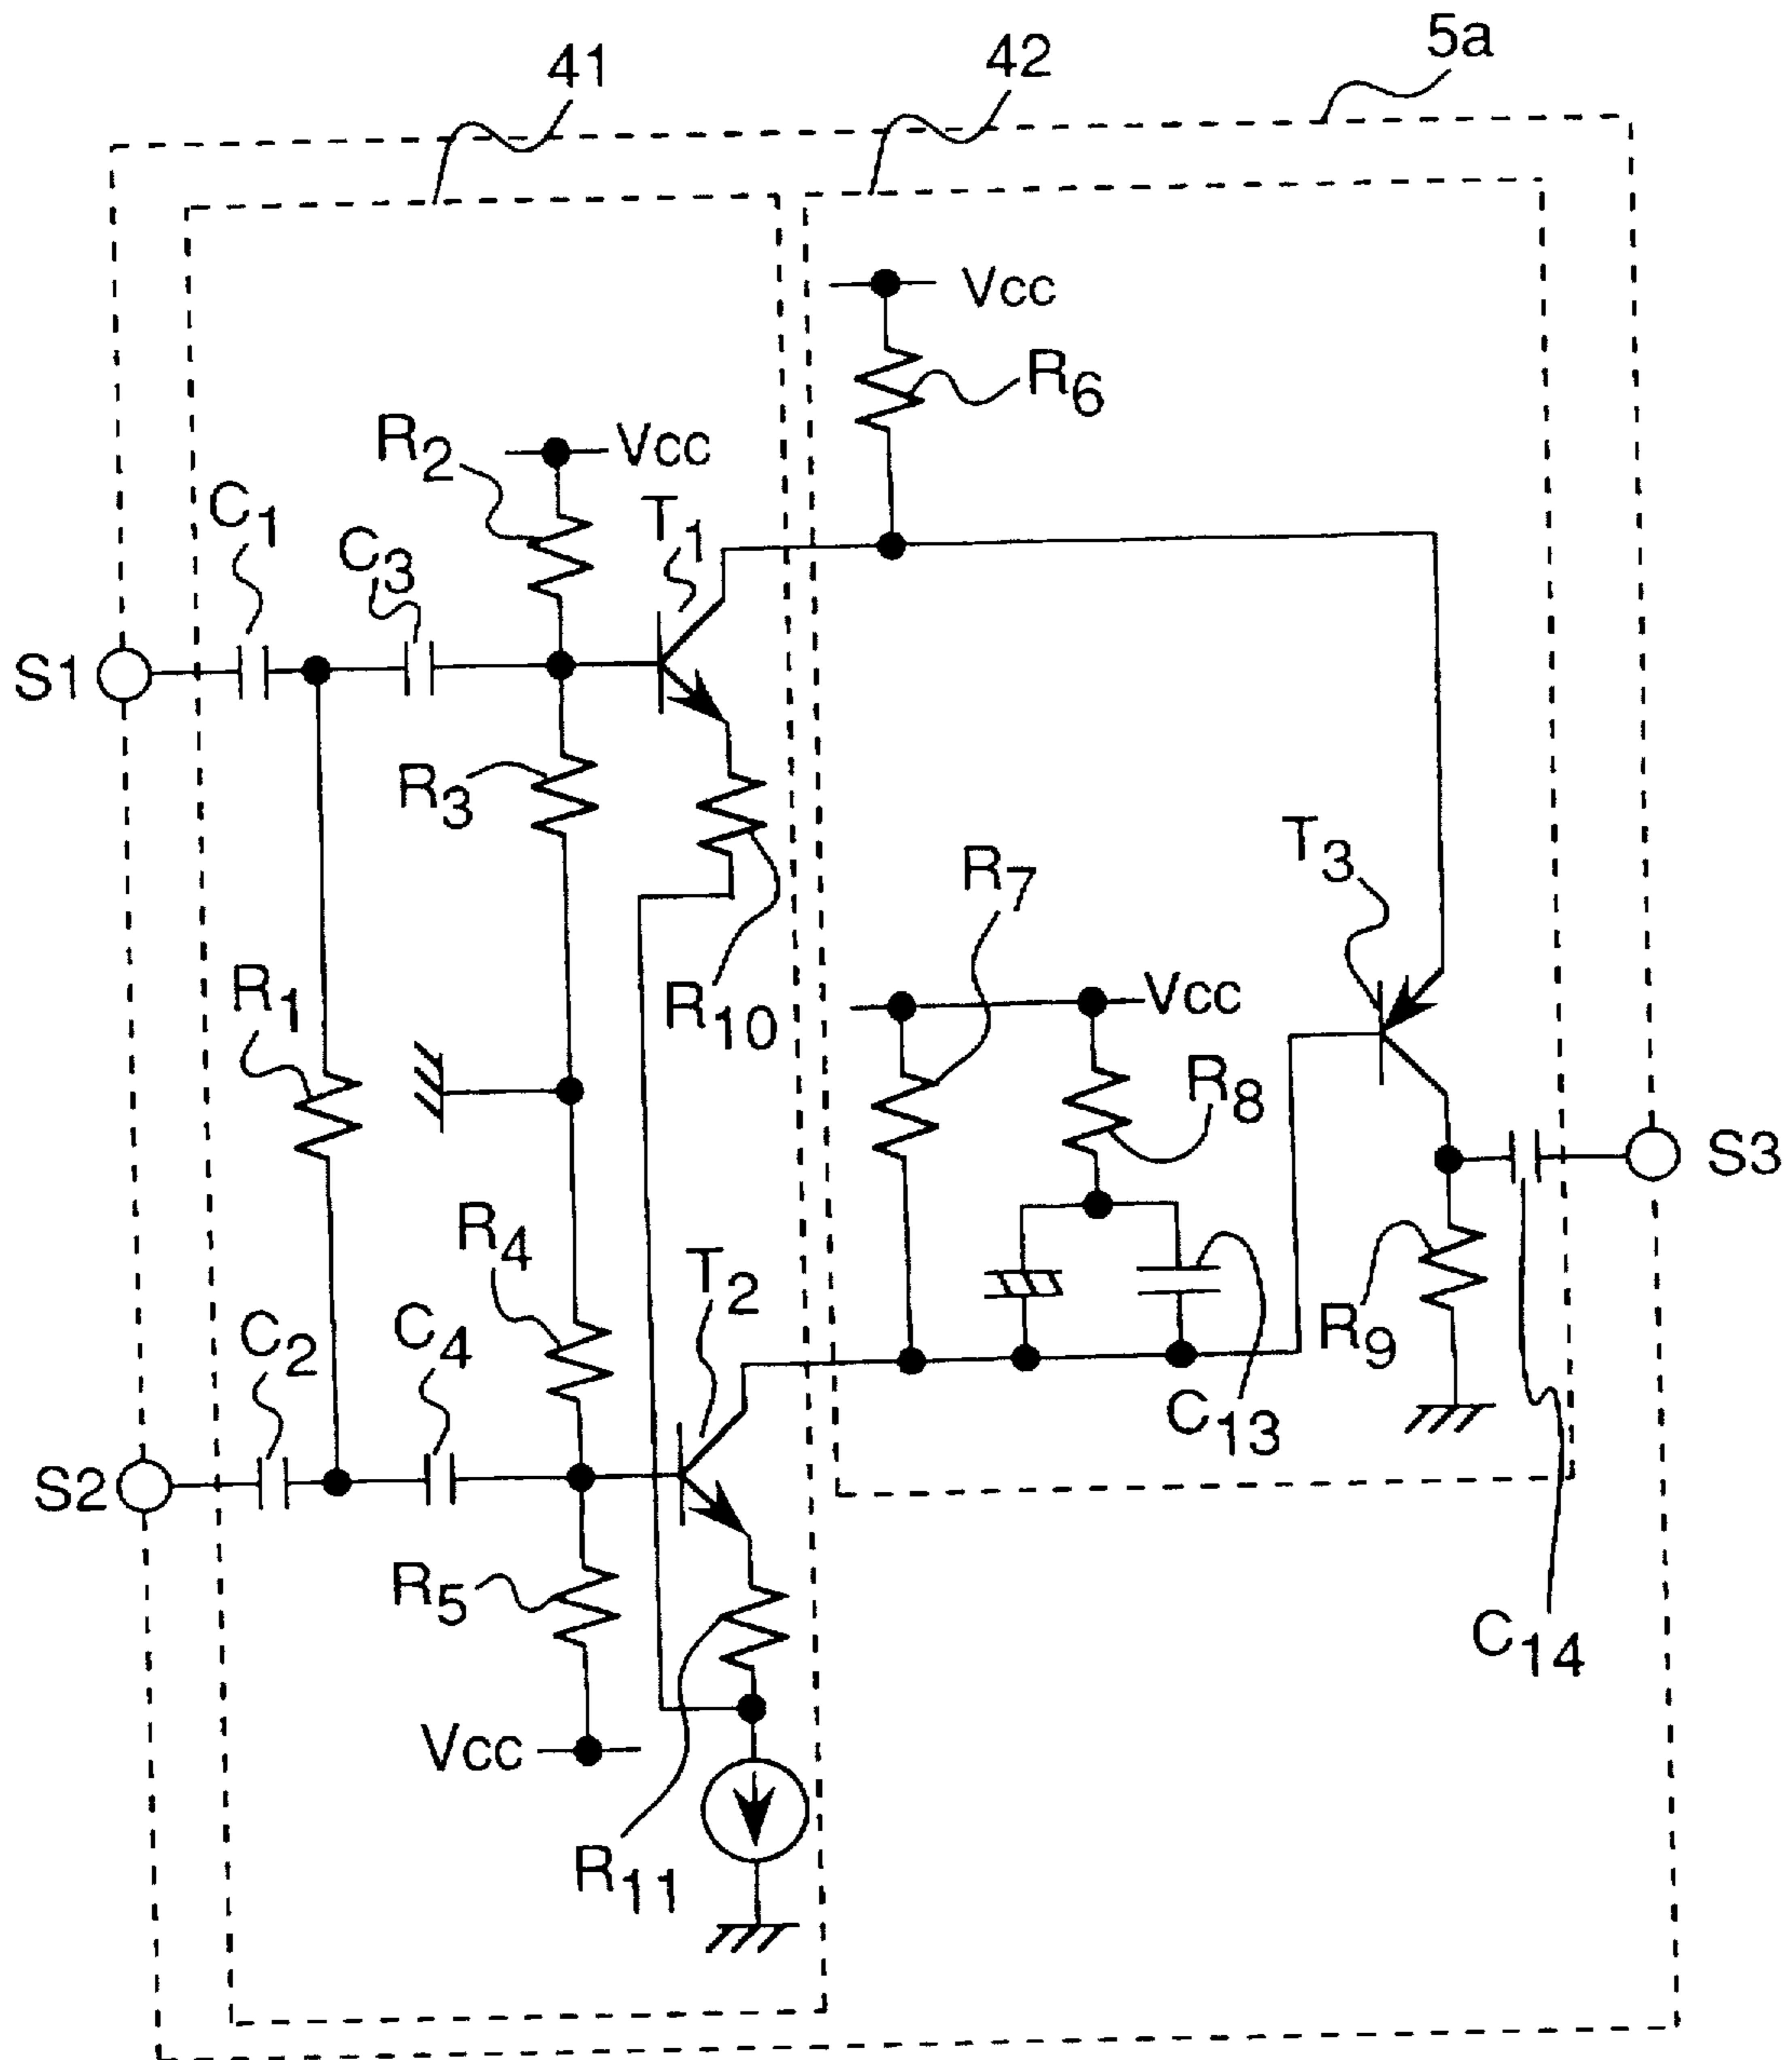 41
42
5a
Vcc
R6
R2
Vcc
C1
T1
C3
S1
R3
T3
R7
R1
R10
Vcc
R8
S3
R4
T2
R9
C2
C4
C13
S2
R5
C14
Vcc
R11